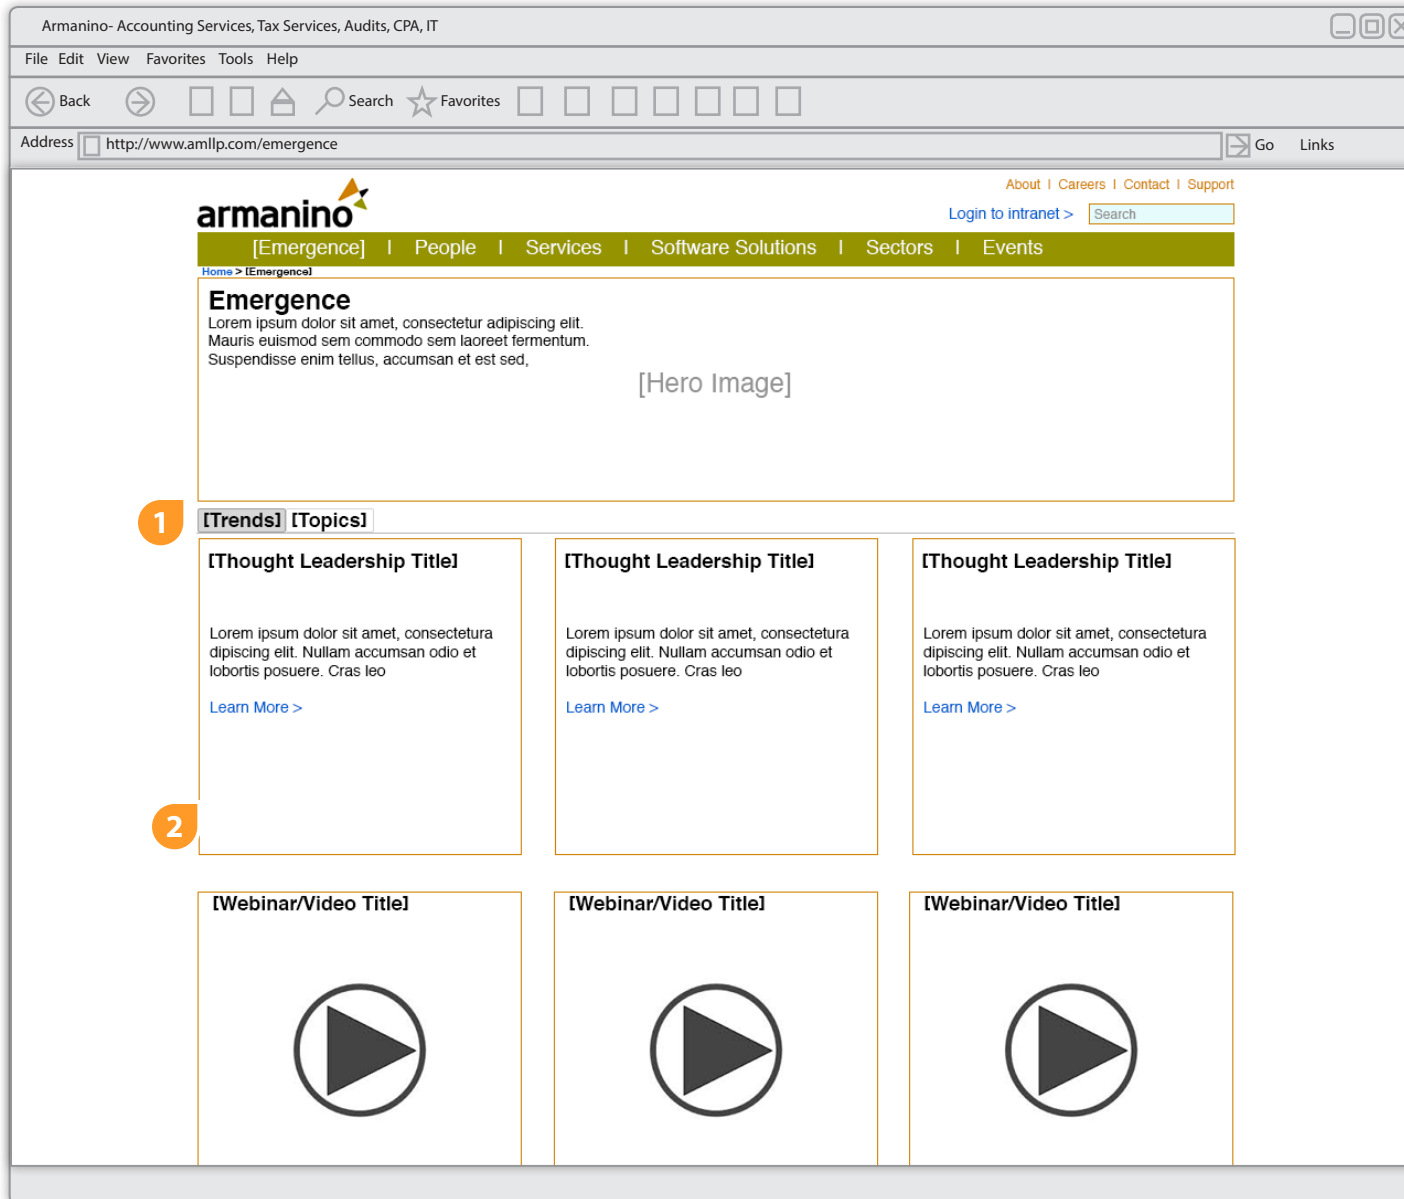 Armanino- Accounting Services, Tax Services, Audits, CPA, IT
File Edit View Favorites Tools Help
Back Search Favorites
Address http://www.amllp.com/emergence Go Links
About | Careers | Contact | Support
armanino
Login to intranet > Search
[Emergence] | People | Services | Software Solutions | Sectors | Events
Home > [Emergence]
Emergence
Lorem ipsum dolor sit amet, consectetur adipiscing elit.
Mauris euismod sem commodo sem laoreet fermentum.
Suspendisse enim tellus, accumsan et est sed,
[Hero Image]
1 [Trends] [Topics]
[Thought Leadership Title] [Thought Leadership Title] [Thought Leadership Title]
Lorem ipsum dolor sit amet, consectetura Lorem ipsum dolor sit amet, consectetura Lorem ipsum dolor sit amet, consectetura
dipiscing elit. Nullam accumsan odio et dipiscing elit. Nullam accumsan odio et dipiscing elit. Nullam accumsan odio et
lobortis posuere. Cras leo lobortis posuere. Cras leo lobortis posuere. Cras leo
Learn More > Learn More > Learn More >
2
[Webinar/Video Title] [Webinar/Video Title] [Webinar/Video Title]